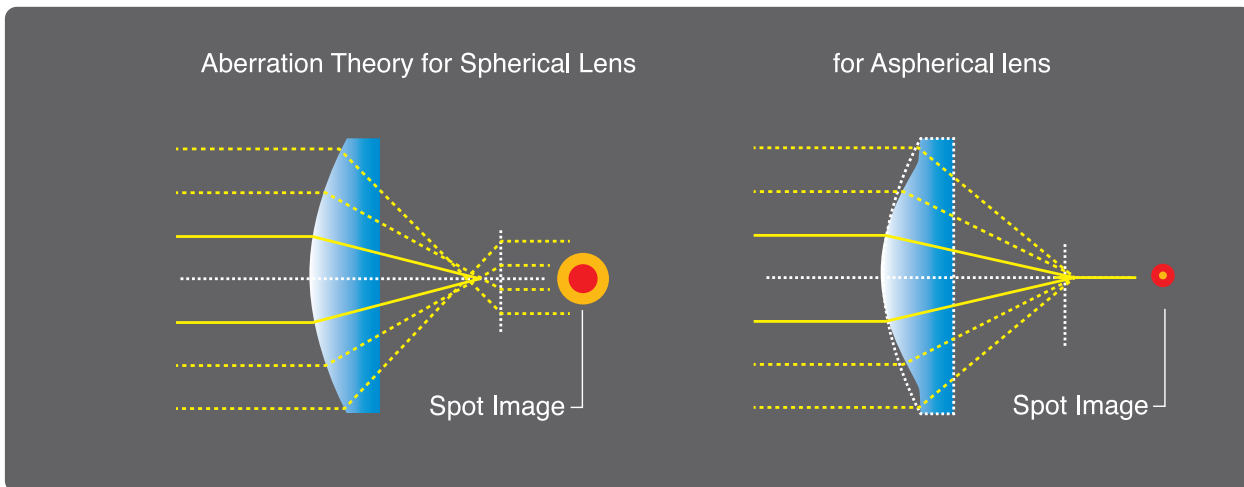 Aberration Theory for Spherical Lens
for Aspherical lens
Spot Image
Spot Image